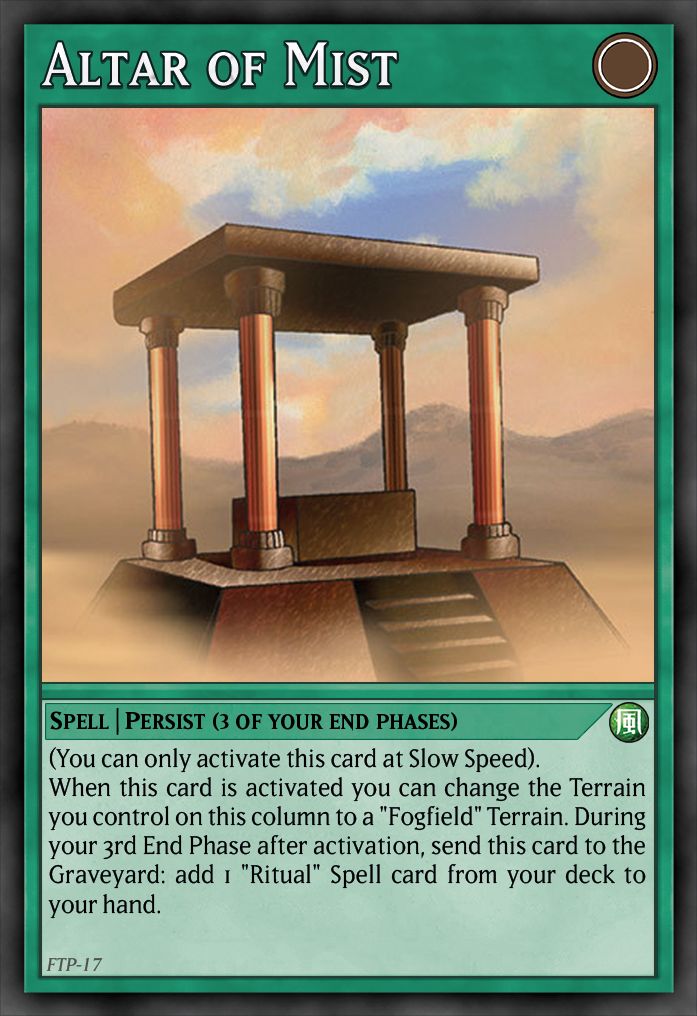 Altar of Mist
Spell | Persist (3 of your end phases)
風
(You can only activate this card at Slow Speed).
When this card is activated you can change the Terrain
you control on this column to a "Fogfield" Terrain. During
your 3rd End Phase after activation, send this card to the
Graveyard: add 1 "Ritual" Spell card from your deck to
your hand.
FTP-17